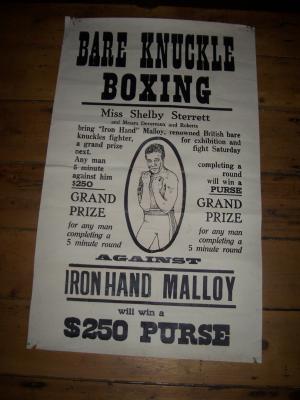 BARE KNUCKLE
BOXING
Miss Shelby Sterrett
and Messrs Denerman and Roberts
bring "Iron Hand" Malloy, renowned British bare
knuckles fighter, for exhibition and
a grand prize fight Saturday
next.
Any man completing a
5 minute round
against him will win a
$250 PURSE
GRAND GRAND
PRIZE PRIZE
for any man for any man
completing a completing a
5 minute round 5 minute round
AGAINST
IRON HAND MALLOY
will win a
$250 PURSE